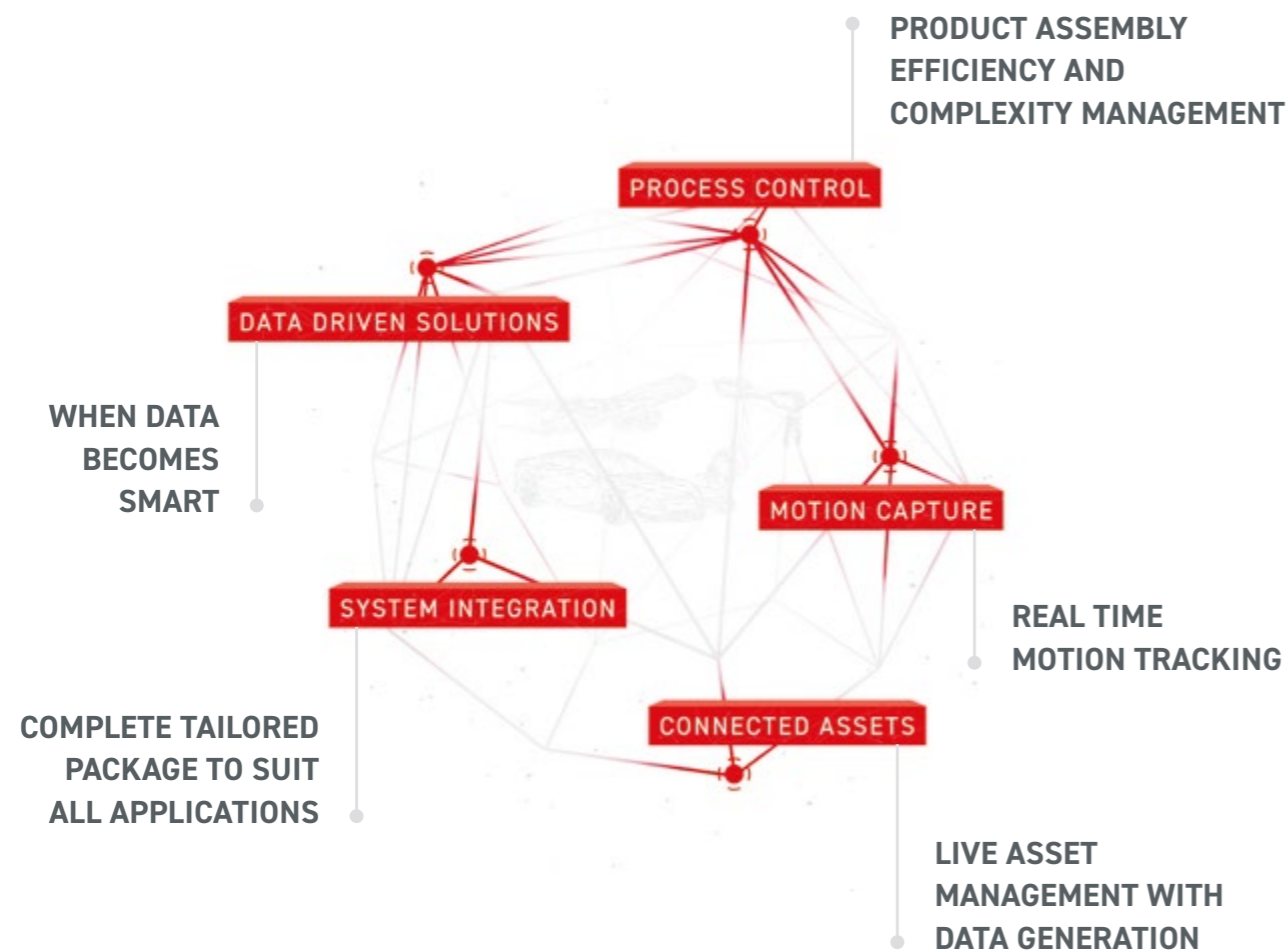 PRODUCT ASSEMBLY
EFFICIENCY AND
COMPLEXITY MANAGEMENT
PROCESS CONTROL
DATA DRIVEN SOLUTIONS
WHEN DATA
BECOMES
SMART
MOTION CAPTURE
REAL TIME
MOTION TRACKING
SYSTEM INTEGRATION
COMPLETE TAILORED
PACKAGE TO SUIT
ALL APPLICATIONS
CONNECTED ASSETS
LIVE ASSET
MANAGEMENT WITH
DATA GENERATION